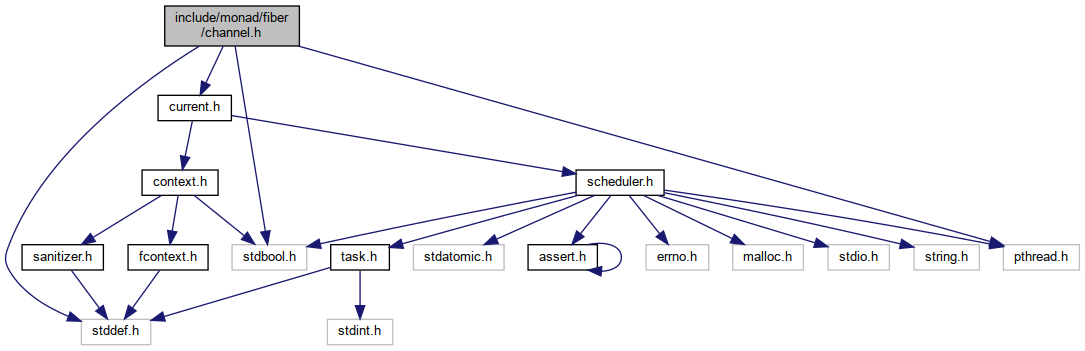 include/monad/fiber
/channel.h
current.h
context.h
scheduler.h
sanitizer.h
fcontext.h
stdbool.h
task.h
stdatomic.h
assert.h
errno.h
malloc.h
stdio.h
string.h
pthread.h
stddef.h
stdint.h